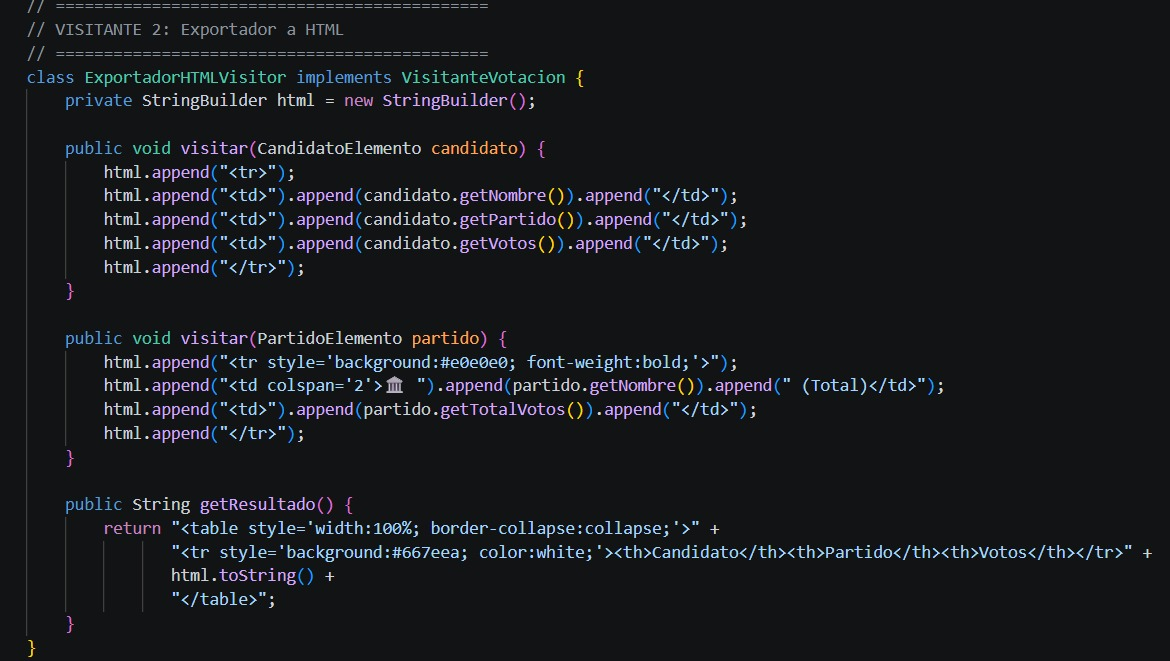 // =============================================
// VISITANTE 2: Exportador a HTML
// =============================================
class ExportadorHTMLVisitor implements VisitanteVotacion {
    private StringBuilder html = new StringBuilder();

    public void visitar(CandidatoElemento candidato) {
        html.append("<tr>");
        html.append("<td>").append(candidato.getNombre()).append("</td>");
        html.append("<td>").append(candidato.getPartido()).append("</td>");
        html.append("<td>").append(candidato.getVotos()).append("</td>");
        html.append("</tr>");
    }

    public void visitar(PartidoElemento partido) {
        html.append("<tr style='background:#e0e0e0; font-weight:bold;'>");
        html.append("<td colspan='2'>🏛️ ").append(partido.getNombre()).append(" (Total)</td>");
        html.append("<td>").append(partido.getTotalVotos()).append("</td>");
        html.append("</tr>");
    }

    public String getResultado() {
        return "<table style='width:100%; border-collapse:collapse;'>" +
               "<tr style='background:#667eea; color:white;'><th>Candidato</th><th>Partido</th><th>Votos</th></tr>" +
               html.toString() +
               "</table>";
    }
}